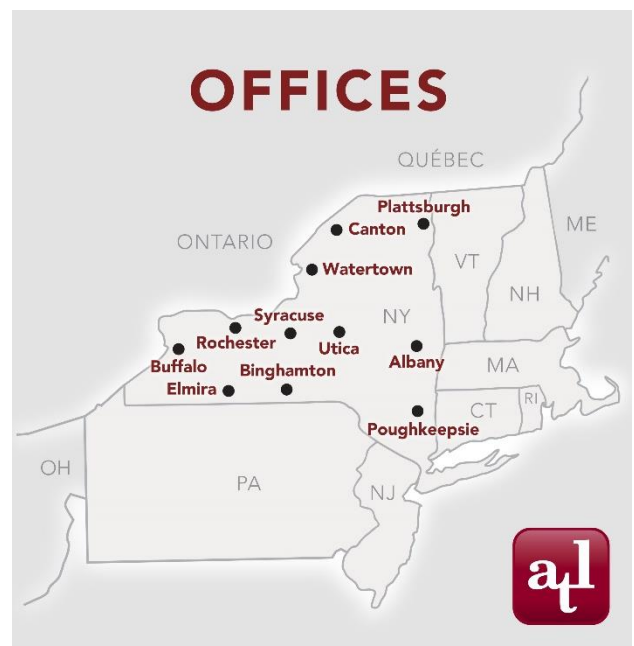 OFFICES
QUÉBEC
Plattsburgh
Canton
ME
ONTARIO
VT
Watertown
NH
Syracuse
NY
Rochester
Utica
Albany
Buffalo
Binghamton
MA
Elmira
RI
CT
Poughkeepsie
OH
PA
NJ
atl